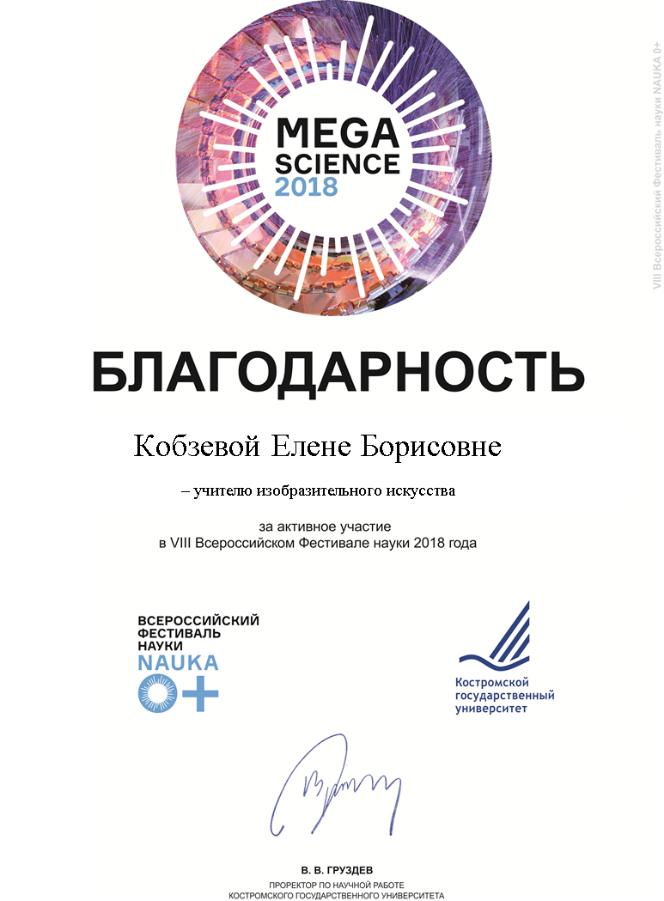 MEGA
SCIENCE
2018
VIII Всероссийский Фестиваль науки NAUKA 0+
БЛАГОДАРНОСТЬ
Кобзевой Елене Борисовне
– учителю изобразительного искусства
за активное участие
в VIII Всероссийском Фестивале науки 2018 года
ВСЕРОССИЙСКИЙ
ФЕСТИВАЛЬ
НАУКИ
NAUKA
0+
Костромской
государственный
университет
В. В. ГРУЗДЕВ
ПРОРЕКТОР ПО НАУЧНОЙ РАБОТЕ
КОСТРОМСКОГО ГОСУДАРСТВЕННОГО УНИВЕРСИТЕТА